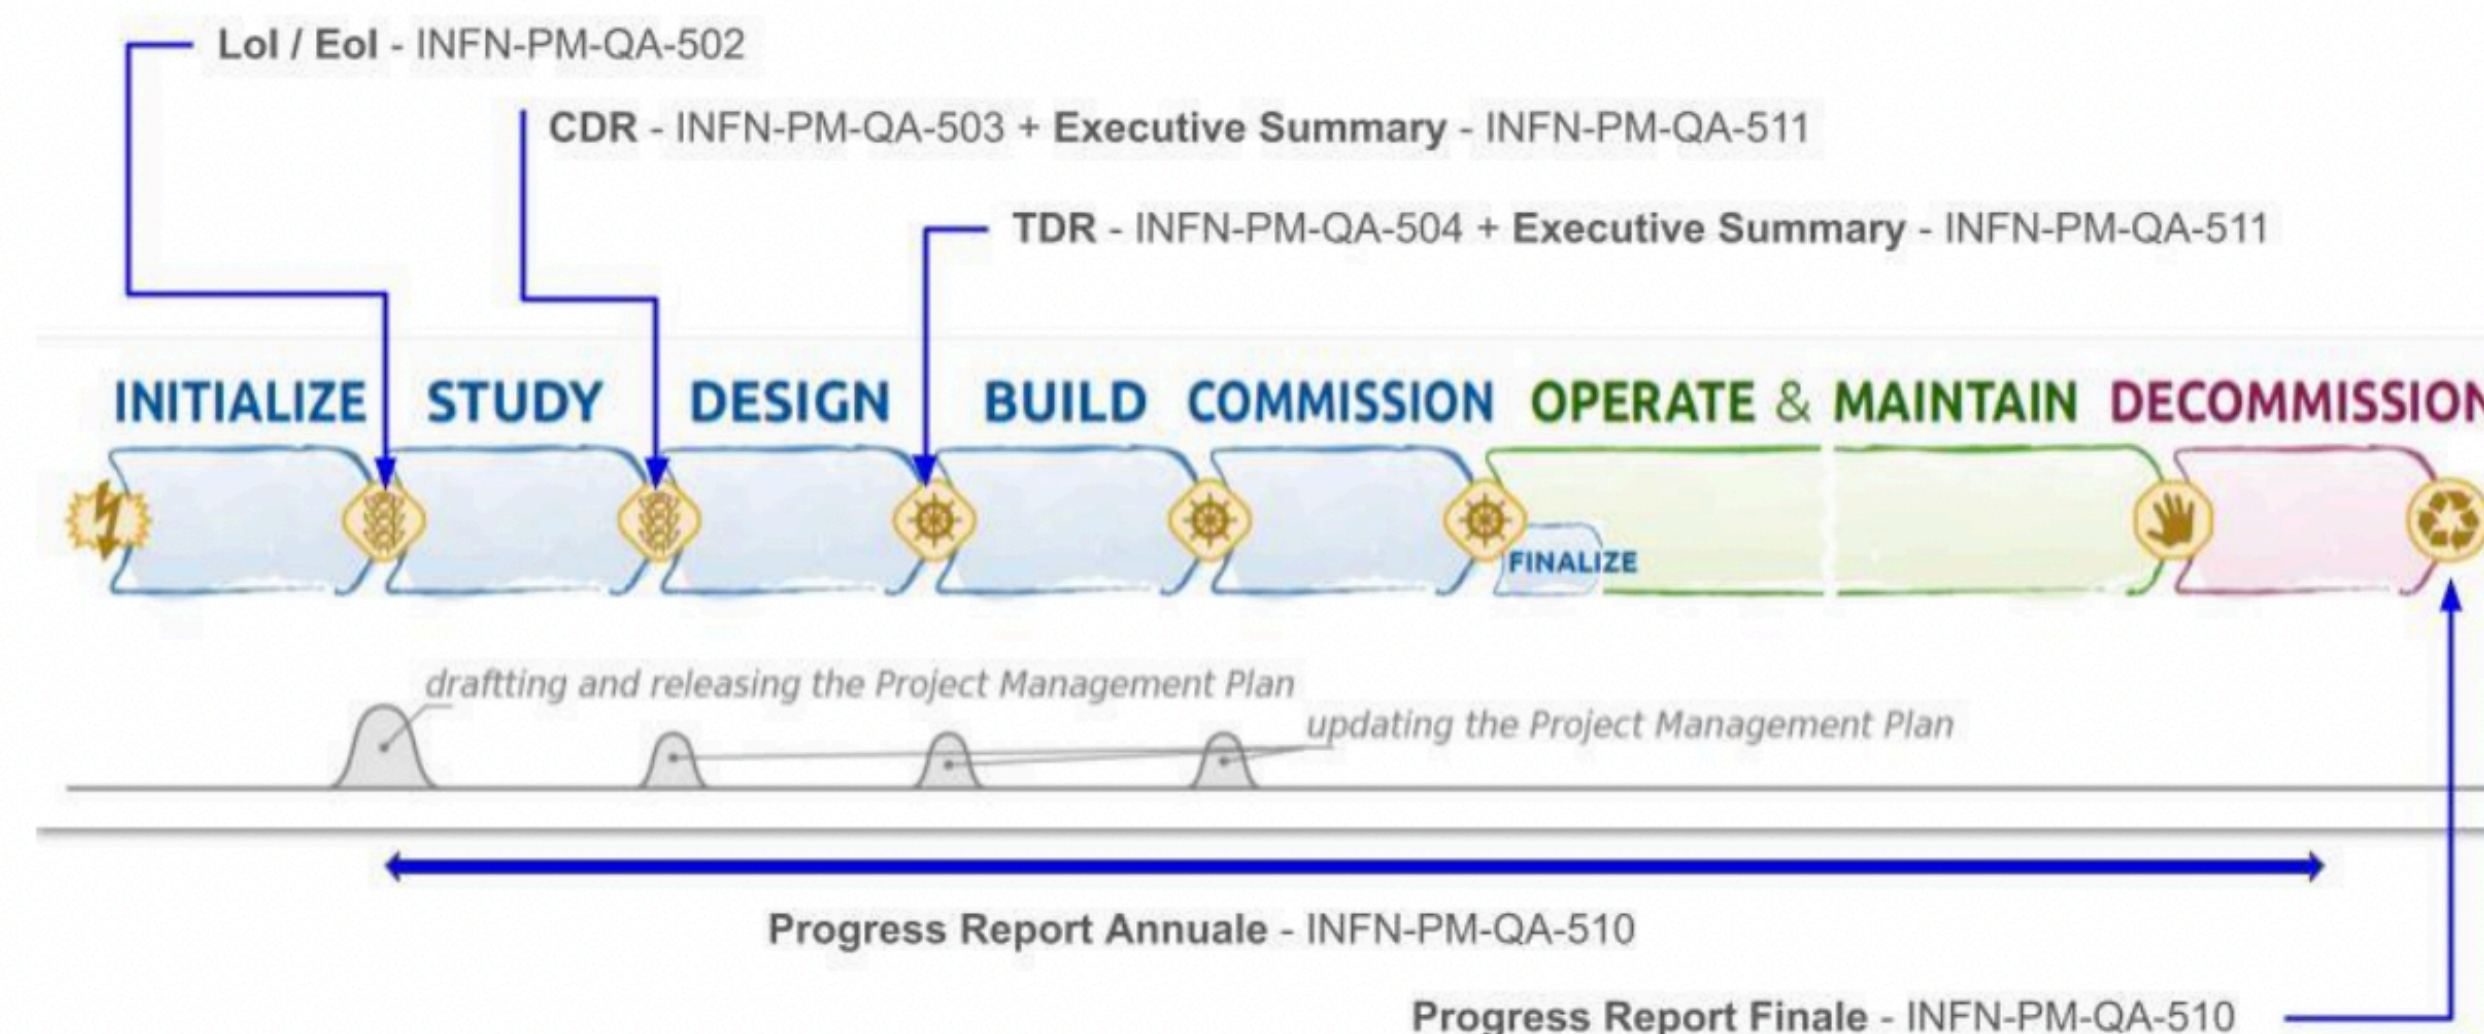 LoI / EoI - INFN-PM-QA-502
CDR - INFN-PM-QA-503 + Executive Summary - INFN-PM-QA-511
TDR - INFN-PM-QA-504 + Executive Summary - INFN-PM-QA-511
INITIALIZE STUDY DESIGN BUILD COMMISSION OPERATE & MAINTAIN DECOMMISSION
FINALIZE
draftting and releasing the Project Management Plan
updating the Project Management Plan
Progress Report Annuale - INFN-PM-QA-510
Progress Report Finale - INFN-PM-QA-510